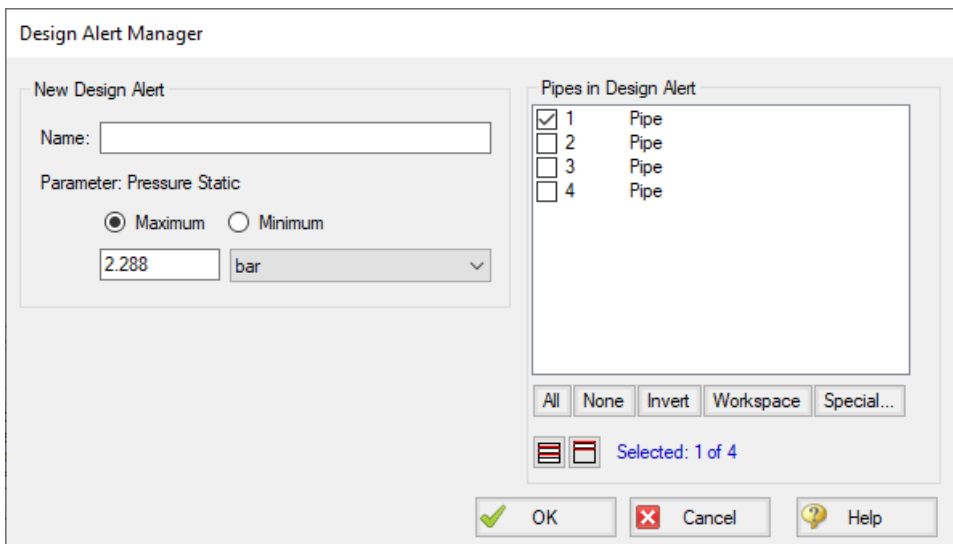 Design Alert Manager
New Design Alert
Name:
Parameter: Pressure Static
Maximum Minimum
2.288 bar
Pipes in Design Alert
1 Pipe
2 Pipe
3 Pipe
4 Pipe
All None Invert Workspace Special...
Selected: 1 of 4
OK Cancel Help